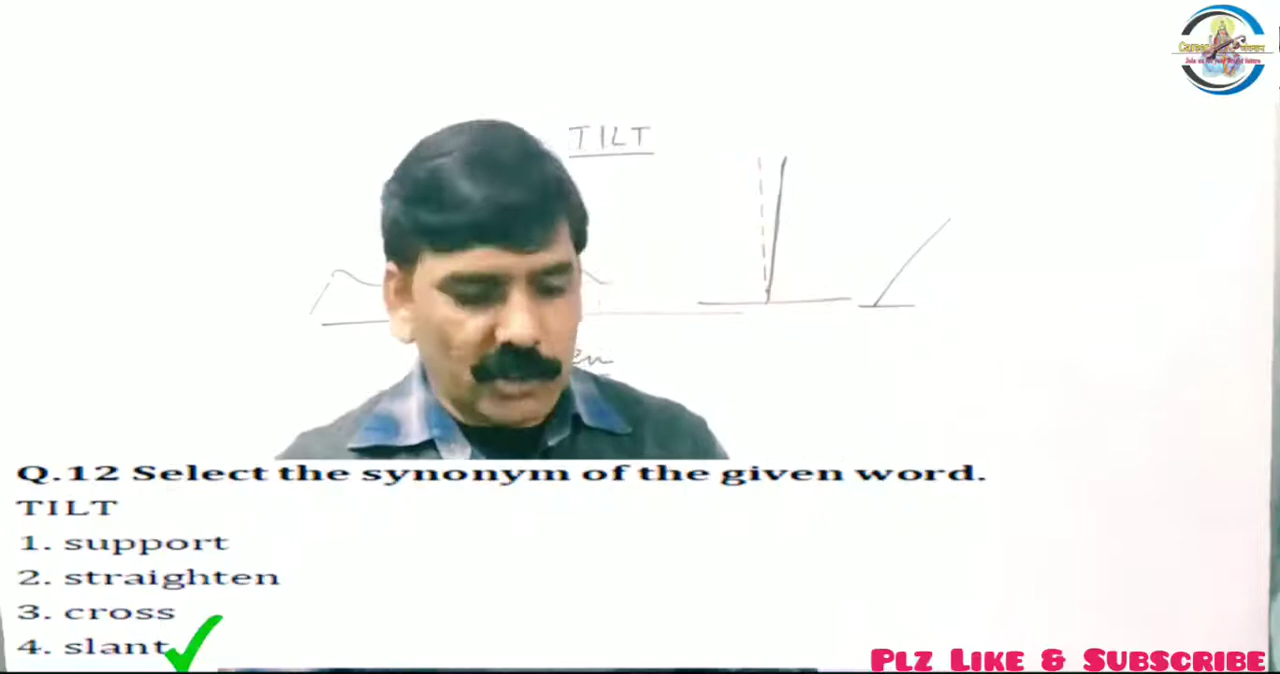 TILT
Q.12 Select the synonym of the given word.
TILT
1. support
2. straighten
3. cross
4. slant
Plz Like & Subscribe